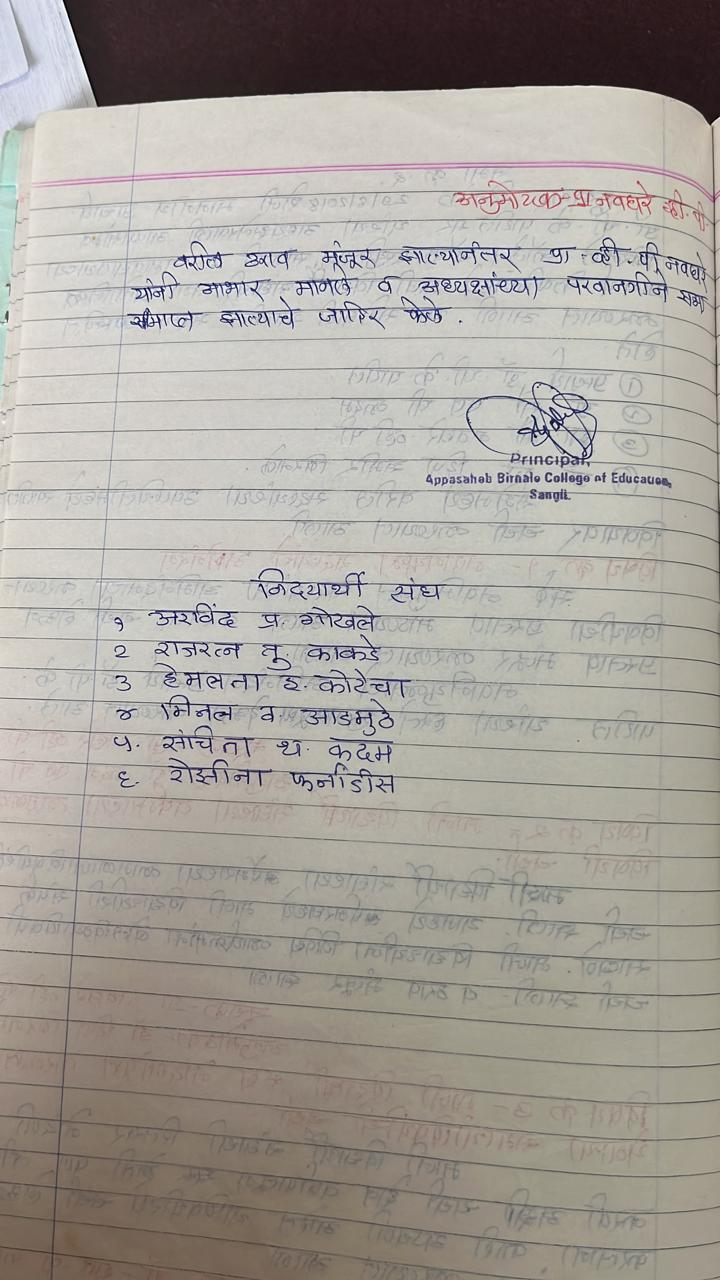 अनुमोदक- प्रा नवघरे व्ही. पी.
वरील ठराव मंजूर झाल्यानंतर प्रा. व्ही. पी. नवघरे
यांनी आभार मानले व अध्यक्षांच्या परवानगीने सभा
समाप्त झाल्याचे जाहिर केले.
Principal,
Appasaheb Birnale College of Education,
Sangli.
विद्यार्थी संघ
१ अरविंद प्र. गोखले
२ राजरत्न तु. काकडे
३ हेमलता इ. कोटेचा
४ मिनल व. आडमुठे
५. संचिता थ. कदम
६. रोझीना फर्नांडीस